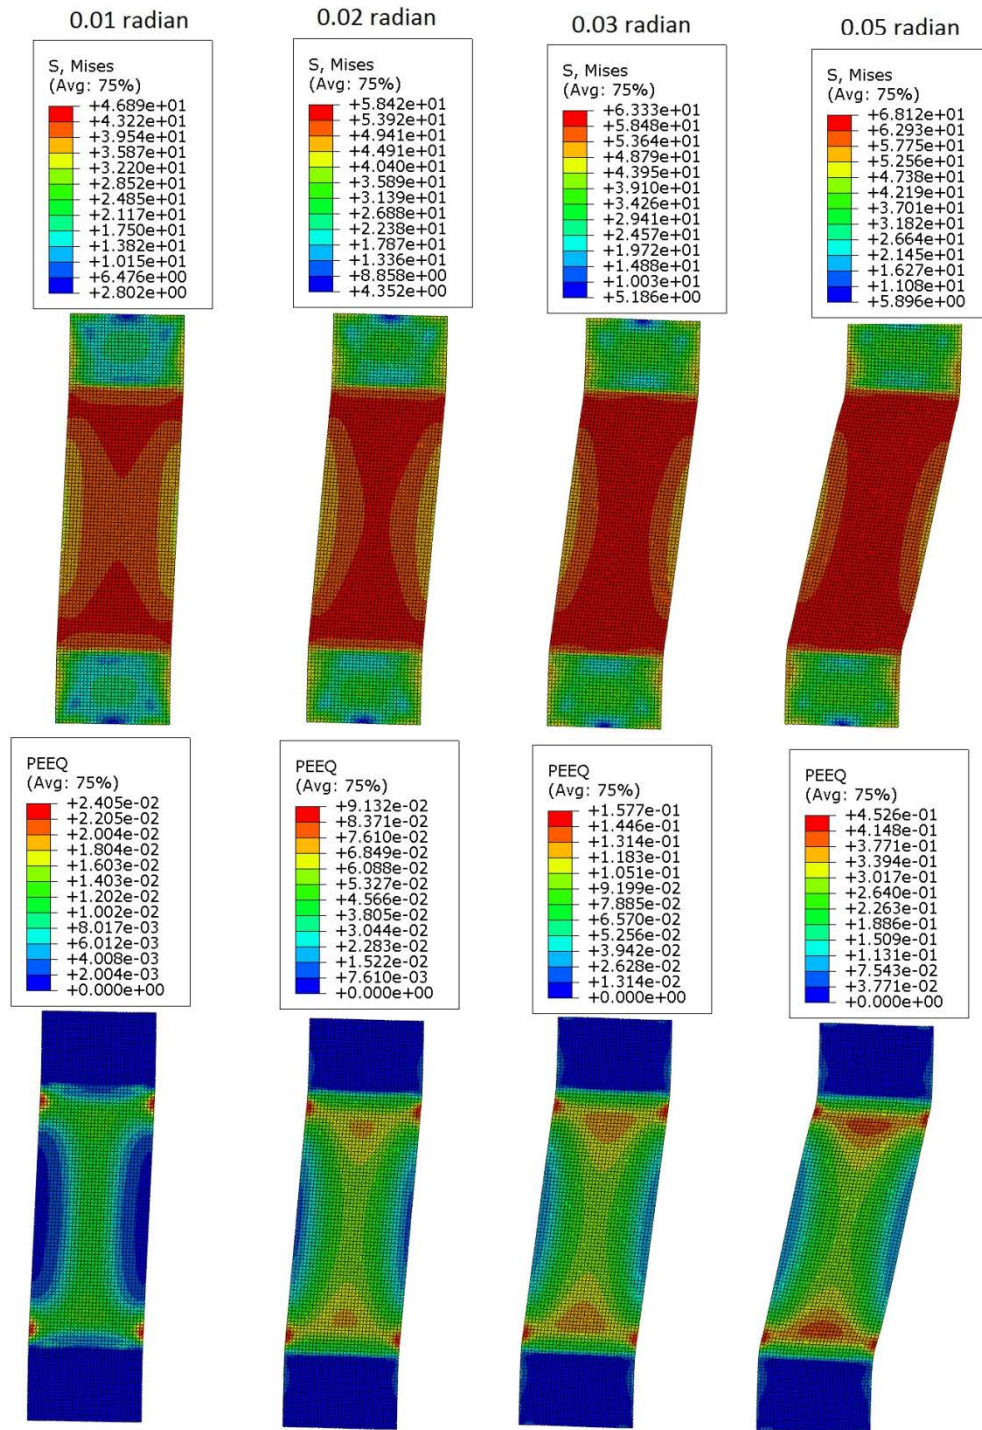 0.01 radian
0.02 radian
0.03 radian
0.05 radian
S, Mises
(Avg: 75%)
+4.689e+01
+4.322e+01
+3.954e+01
+3.587e+01
+3.220e+01
+2.852e+01
+2.485e+01
+2.117e+01
+1.750e+01
+1.382e+01
+1.015e+01
+6.476e+00
+2.802e+00
S, Mises
(Avg: 75%)
+5.842e+01
+5.392e+01
+4.941e+01
+4.491e+01
+4.040e+01
+3.589e+01
+3.139e+01
+2.688e+01
+2.238e+01
+1.787e+01
+1.336e+01
+8.858e+00
+4.352e+00
S, Mises
(Avg: 75%)
+6.333e+01
+5.848e+01
+5.364e+01
+4.879e+01
+4.395e+01
+3.910e+01
+3.426e+01
+2.941e+01
+2.457e+01
+1.972e+01
+1.488e+01
+1.003e+01
+5.186e+00
S, Mises
(Avg: 75%)
+6.812e+01
+6.293e+01
+5.775e+01
+5.256e+01
+4.738e+01
+4.219e+01
+3.701e+01
+3.182e+01
+2.664e+01
+2.145e+01
+1.627e+01
+1.108e+01
+5.896e+00
PEEQ
(Avg: 75%)
+2.405e-02
+2.205e-02
+2.004e-02
+1.804e-02
+1.603e-02
+1.403e-02
+1.202e-02
+1.002e-02
+8.017e-03
+6.012e-03
+4.008e-03
+2.004e-03
+0.000e+00
PEEQ
(Avg: 75%)
+9.132e-02
+8.371e-02
+7.610e-02
+6.849e-02
+6.088e-02
+5.327e-02
+4.566e-02
+3.805e-02
+3.044e-02
+2.283e-02
+1.522e-02
+7.610e-03
+0.000e+00
PEEQ
(Avg: 75%)
+1.577e-01
+1.446e-01
+1.314e-01
+1.183e-01
+1.051e-01
+9.199e-02
+7.885e-02
+6.570e-02
+5.256e-02
+3.942e-02
+2.628e-02
+1.314e-02
+0.000e+00
PEEQ
(Avg: 75%)
+4.526e-01
+4.148e-01
+3.771e-01
+3.394e-01
+3.017e-01
+2.640e-01
+2.263e-01
+1.886e-01
+1.509e-01
+1.131e-01
+7.543e-02
+3.771e-02
+0.000e+00